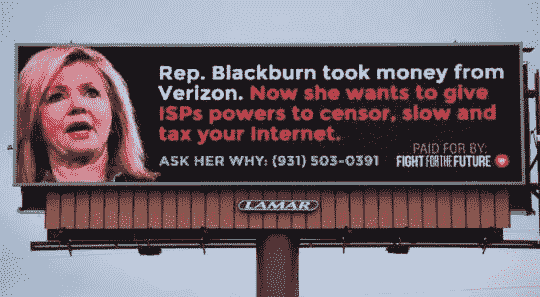 Rep. Blackburn took money from
Verizon. Now she wants to give
ISPs powers to censor, slow and
tax your Internet.
ASK HER WHY: (931) 503-0391
PAID FOR BY:
FIGHT FOR THE FUTURE
LAMAR